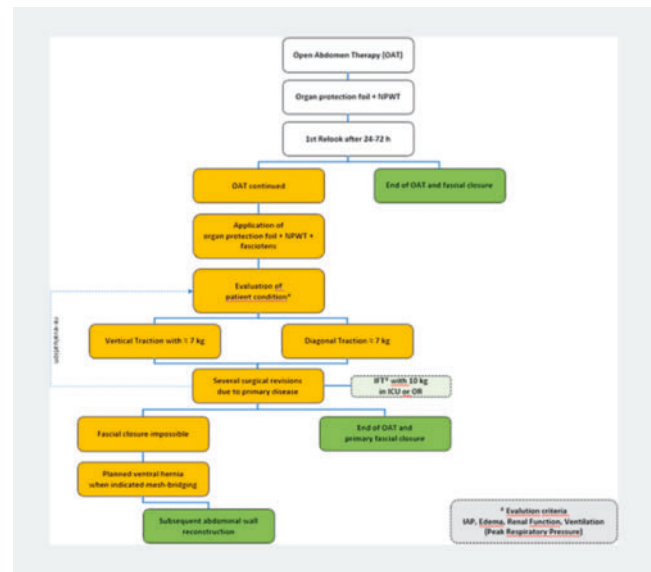 Open Abdomen Therapy (OAT)
Organ protection foil + NPWT
1st Relook after 24-72 h
OAT continued
End of OAT and fascial closure
Application of
organ protection foil + NPWT +
fasciotens
Evaluation of
patient condition⁺
re-evaluation
Vertical Traction with ≥ 7 kg
Diagonal Traction ≥ 7 kg
Several surgical revisions
due to primary disease
IFT⁺ with 10 kg
in ICU or OR
Fascial closure impossible
End of OAT and
primary fascial closure
Planned ventral hernia
when indicated mesh-bridging
Subsequent abdominal wall
reconstruction
⁺ Evalution criteria
IAP, Edema, Renal Function, Ventilation
(Peak Respiratory Pressure)